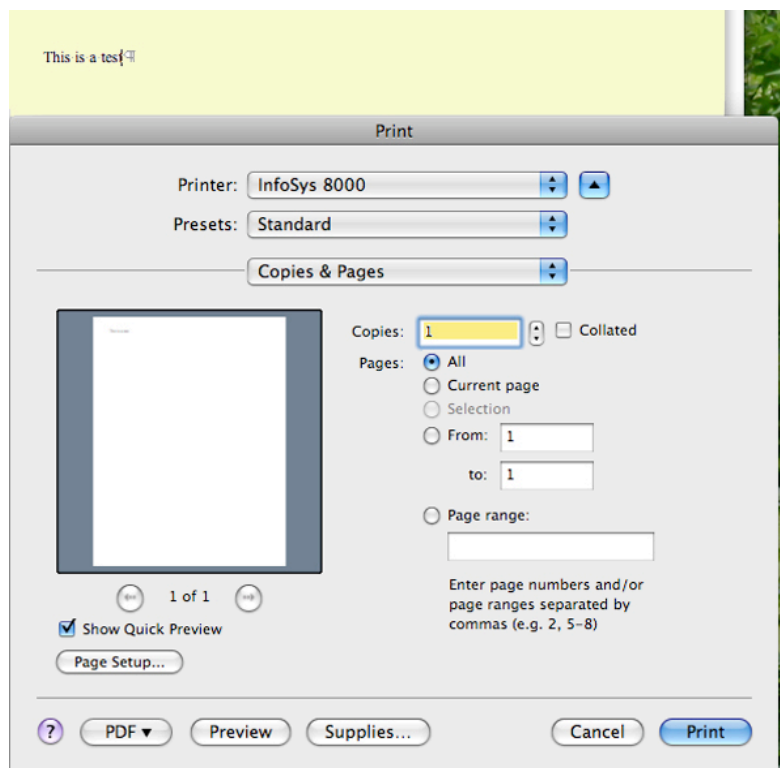 This is a test¶
Print
Printer: InfoSys 8000
Presets: Standard
Copies & Pages
Copies: 1 Collated
Pages: All
Current page
Selection
From: 1
to: 1
Page range:
Enter page numbers and/or
page ranges separated by
commas (e.g. 2, 5-8)
1 of 1
Show Quick Preview
Page Setup...
? PDF▼ Preview Supplies... Cancel Print